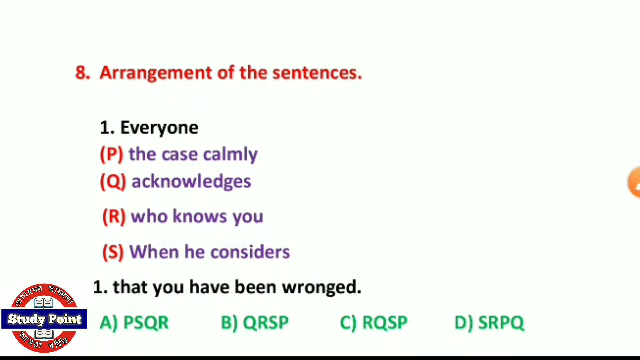 8. Arrangement of the sentences.
1. Everyone
(P) the case calmly
(Q) acknowledges
(R) who knows you
(S) When he considers
1. that you have been wronged.
Study Point
A) PSQR B) QRSP C) RQSP D) SRPQ